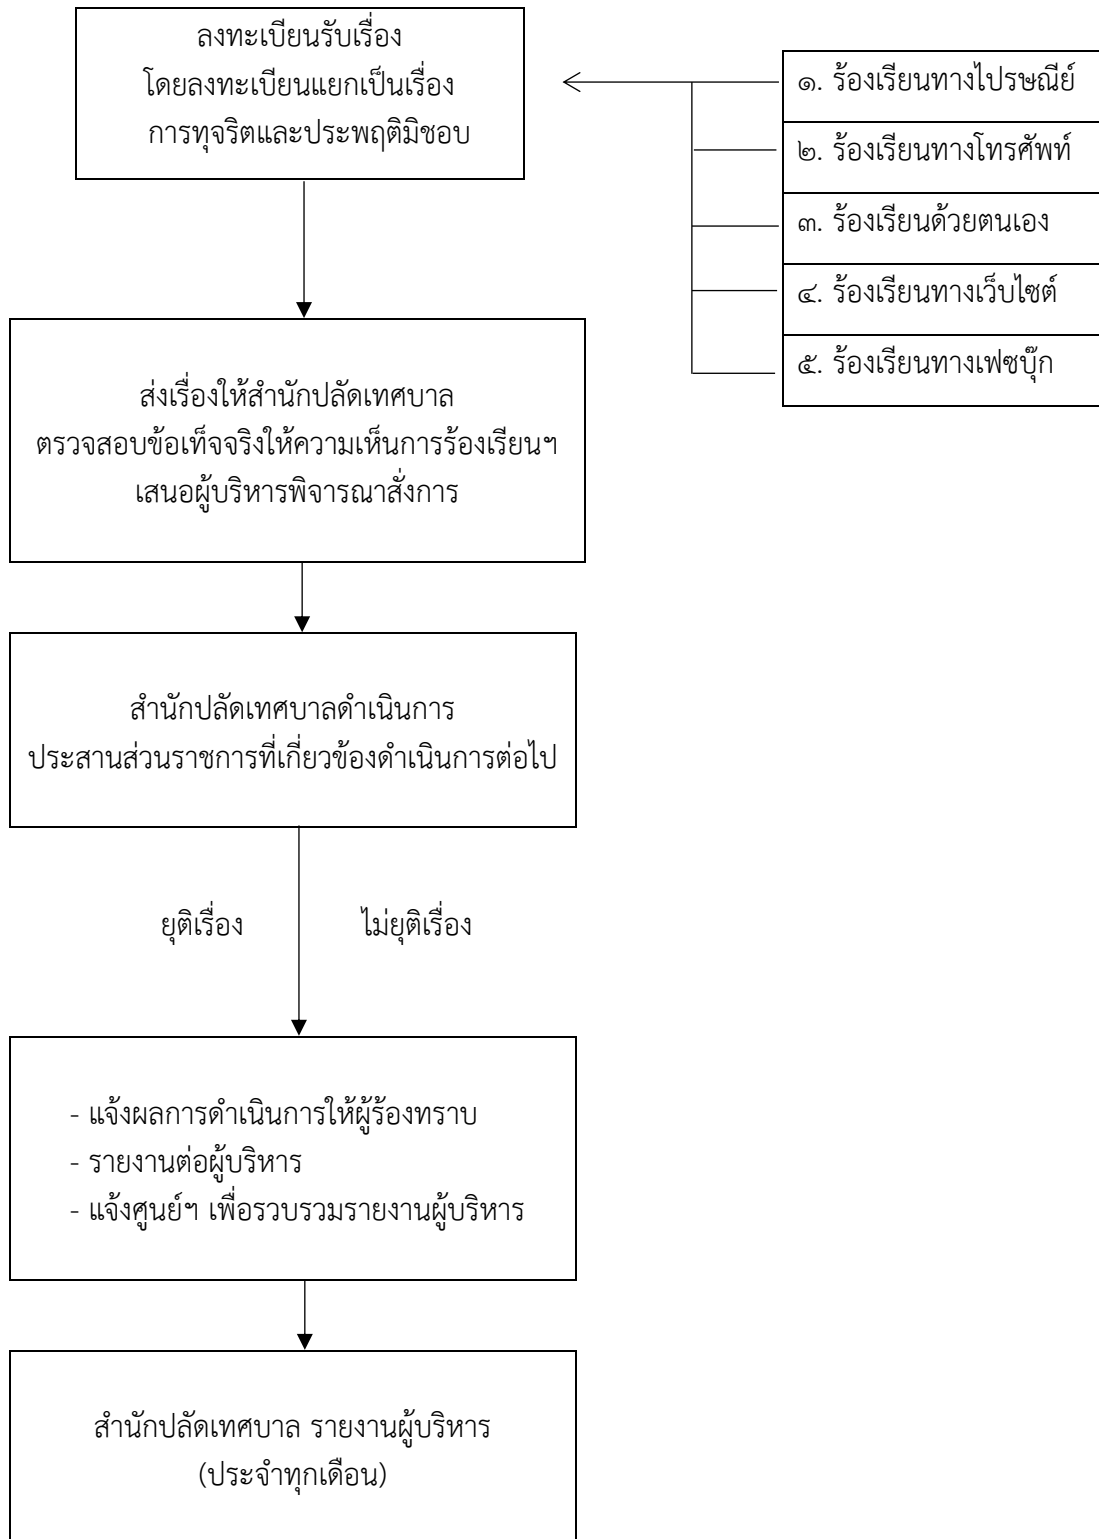 ลงทะเบียนรับเรื่อง
โดยลงทะเบียนแยกเป็นเรื่อง
การทุจริตและประพฤติมิชอบ
๑. ร้องเรียนทางไปรษณีย์
๒. ร้องเรียนทางโทรศัพท์
๓. ร้องเรียนด้วยตนเอง
๔. ร้องเรียนทางเว็บไซต์
๕. ร้องเรียนทางเฟซบุ๊ก
ส่งเรื่องให้สำนักปลัดเทศบาล
ตรวจสอบข้อเท็จจริงให้ความเห็นการร้องเรียนฯ
เสนอผู้บริหารพิจารณาสั่งการ
สำนักปลัดเทศบาลดำเนินการ
ประสานส่วนราชการที่เกี่ยวข้องดำเนินการต่อไป
ยุติเรื่อง ไม่ยุติเรื่อง
- แจ้งผลการดำเนินการให้ผู้ร้องทราบ
- รายงานต่อผู้บริหาร
- แจ้งศูนย์ฯ เพื่อรวบรวมรายงานผู้บริหาร
สำนักปลัดเทศบาล รายงานผู้บริหาร
(ประจำทุกเดือน)